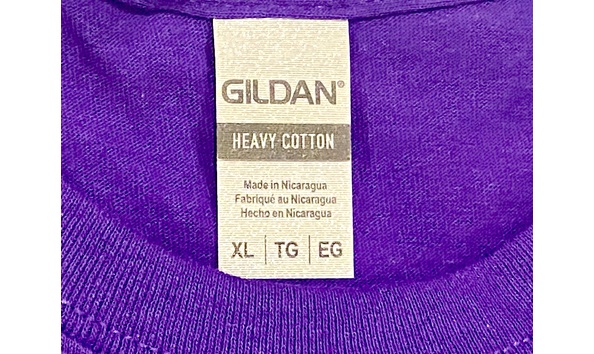 GILDAN®
HEAVY COTTON
Made in Nicaragua
Fabriqué au Nicaragua
Hecho en Nicaragua
XL | TG | EG